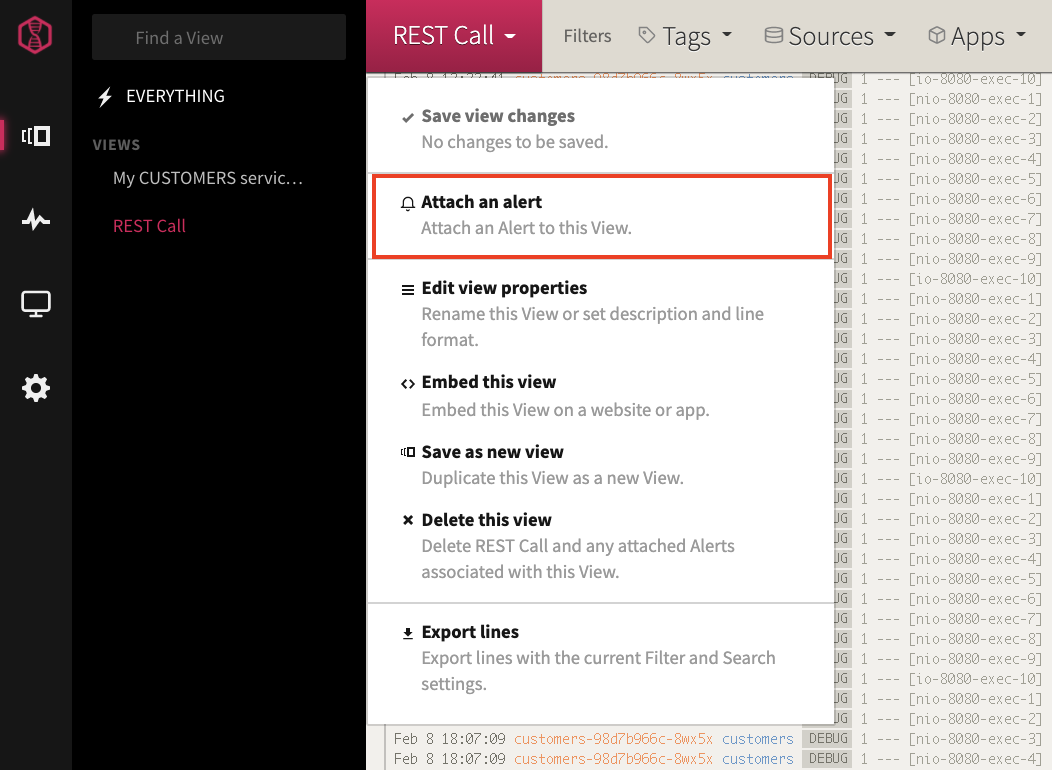 Find a View
EVERYTHING
VIEWS
My CUSTOMERS servic...
REST Call
REST Call
Filters
Tags
Sources
Apps
Save view changes
No changes to be saved.
Attach an alert
Attach an Alert to this View.
Edit view properties
Rename this View or set description and line
format.
Embed this view
Embed this View on a website or app.
Save as new view
Duplicate this View as a new View.
Delete this view
Delete REST Call and any attached Alerts
associated with this View.
Export lines
Export lines with the current Filter and Search
settings.
1 --- [io-8080-exec-10]
UG 1 --- [nio-8080-exec-1]
UG 1 --- [nio-8080-exec-2]
UG 1 --- [nio-8080-exec-3]
UG 1 --- [nio-8080-exec-4]
UG 1 --- [nio-8080-exec-5]
UG 1 --- [nio-8080-exec-6]
UG 1 --- [nio-8080-exec-7]
UG 1 --- [nio-8080-exec-8]
UG 1 --- [nio-8080-exec-9]
UG 1 --- [io-8080-exec-10]
UG 1 --- [nio-8080-exec-1]
UG 1 --- [nio-8080-exec-2]
UG 1 --- [nio-8080-exec-3]
UG 1 --- [nio-8080-exec-4]
UG 1 --- [nio-8080-exec-5]
UG 1 --- [nio-8080-exec-6]
UG 1 --- [nio-8080-exec-7]
UG 1 --- [nio-8080-exec-8]
UG 1 --- [nio-8080-exec-9]
UG 1 --- [io-8080-exec-10]
UG 1 --- [nio-8080-exec-1]
UG 1 --- [nio-8080-exec-2]
UG 1 --- [nio-8080-exec-3]
UG 1 --- [nio-8080-exec-4]
UG 1 --- [nio-8080-exec-5]
UG 1 --- [nio-8080-exec-6]
UG 1 --- [nio-8080-exec-7]
UG 1 --- [nio-8080-exec-8]
UG 1 --- [nio-8080-exec-9]
UG 1 --- [io-8080-exec-10]
UG 1 --- [nio-8080-exec-1]
UG 1 --- [nio-8080-exec-2]
Feb 8 18:07:09 customers-98d7b966c-8wx5x customers DEBUG 1 --- [nio-8080-exec-3]
Feb 8 18:07:09 customers-98d7b966c-8wx5x customers DEBUG 1 --- [nio-8080-exec-4]